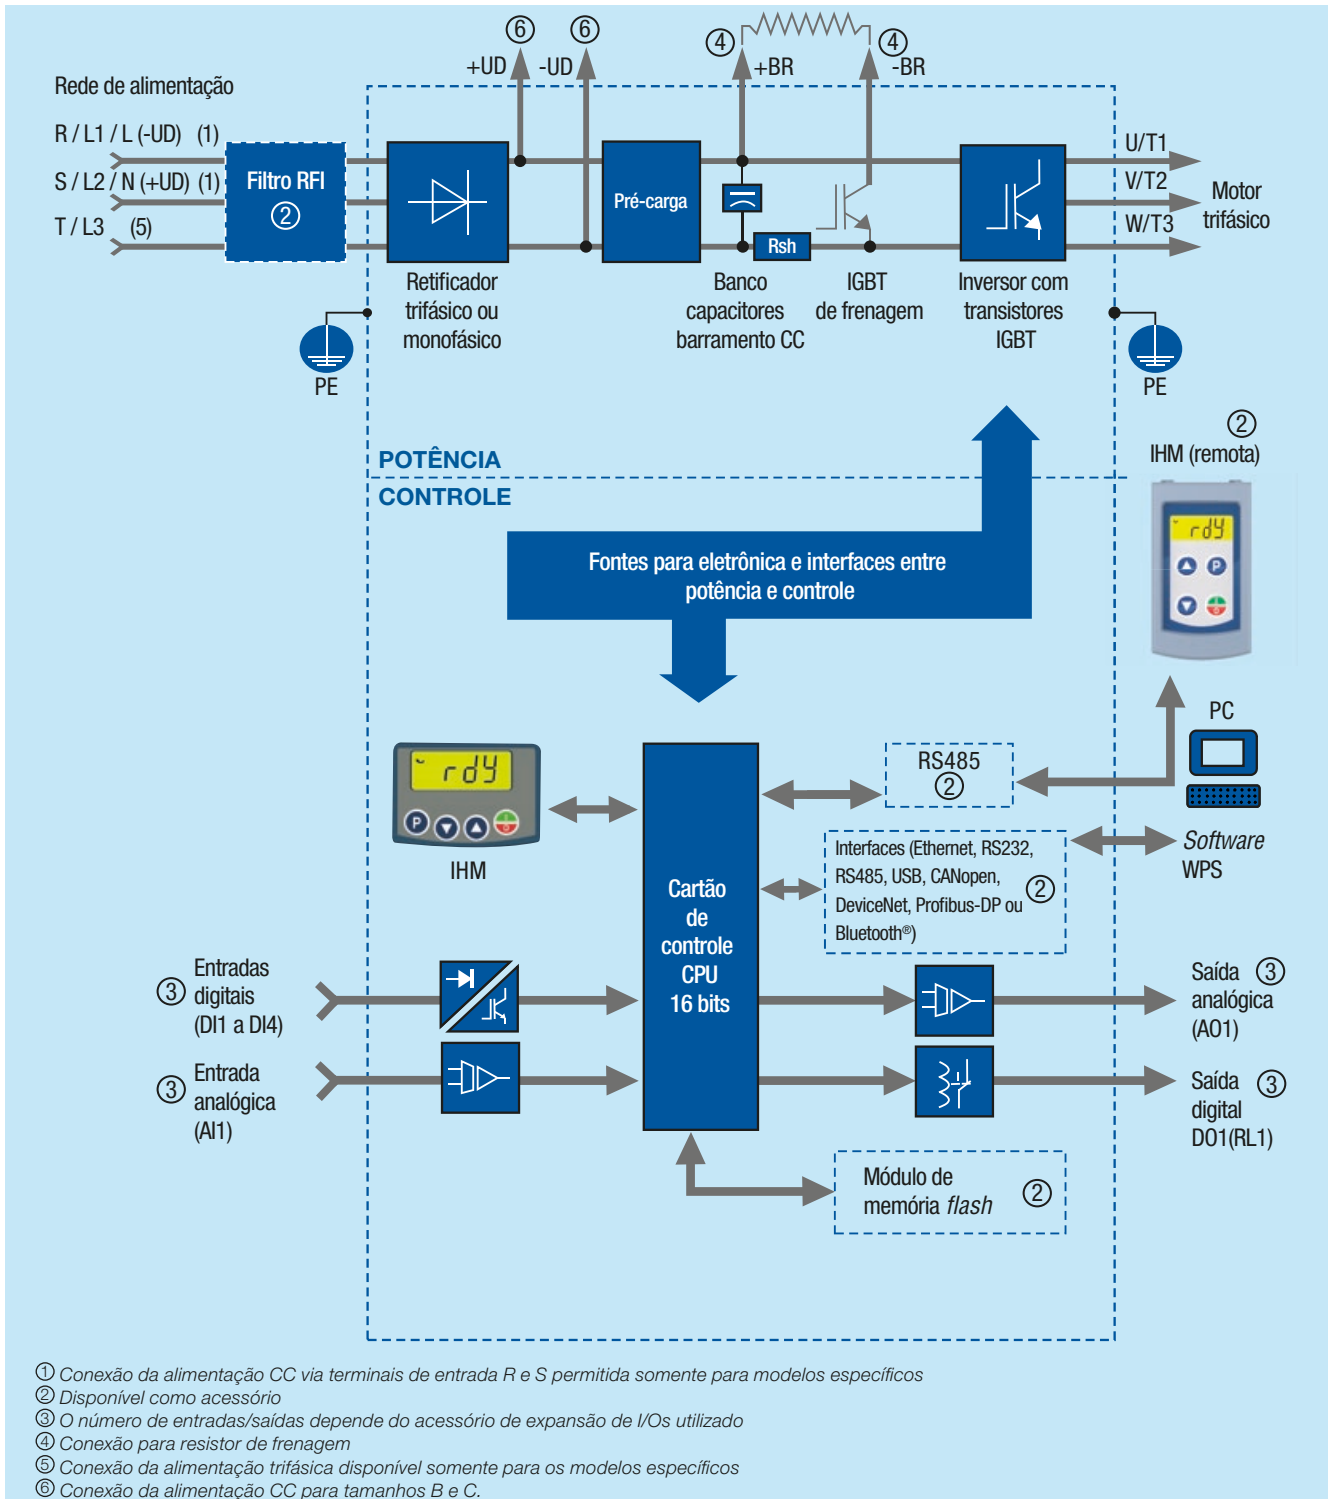 ⑥ ⑥
④ ④
+UD -UD +BR -BR
Rede de alimentação
R / L1 / L (-UD) (1)
S / L2 / N (+UD) (1)
T / L3 (5)
Filtro RFI
②
Pré-carga
Rsh
U/T1
V/T2
W/T3
Motor
trifásico
Retificador
trifásico ou
monofásico
Banco
capacitores
barramento CC
IGBT
de frenagem
Inversor com
transistores
IGBT
PE
PE
POTÊNCIA
CONTROLE
②
IHM (remota)
rdy
P
Fontes para eletrônica e interfaces entre
potência e controle
PC
RS485
②
rdy
P
IHM
Interfaces (Ethernet, RS232,
RS485, USB, CANopen,
DeviceNet, Profibus-DP ou
Bluetooth®)
②
Software
WPS
Cartão
de
controle
CPU
16 bits
③ Entradas
digitais
(DI1 a DI4)
③ Entrada
analógica
(AI1)
Saída ③
analógica
(AO1)
Saída ③
digital
DO1(RL1)
Módulo de
memória flash
②
① Conexão da alimentação CC via terminais de entrada R e S permitida somente para modelos específicos
② Disponível como acessório
③ O número de entradas/saídas depende do acessório de expansão de I/Os utilizado
④ Conexão para resistor de frenagem
⑤ Conexão da alimentação trifásica disponível somente para os modelos específicos
⑥ Conexão da alimentação CC para tamanhos B e C.